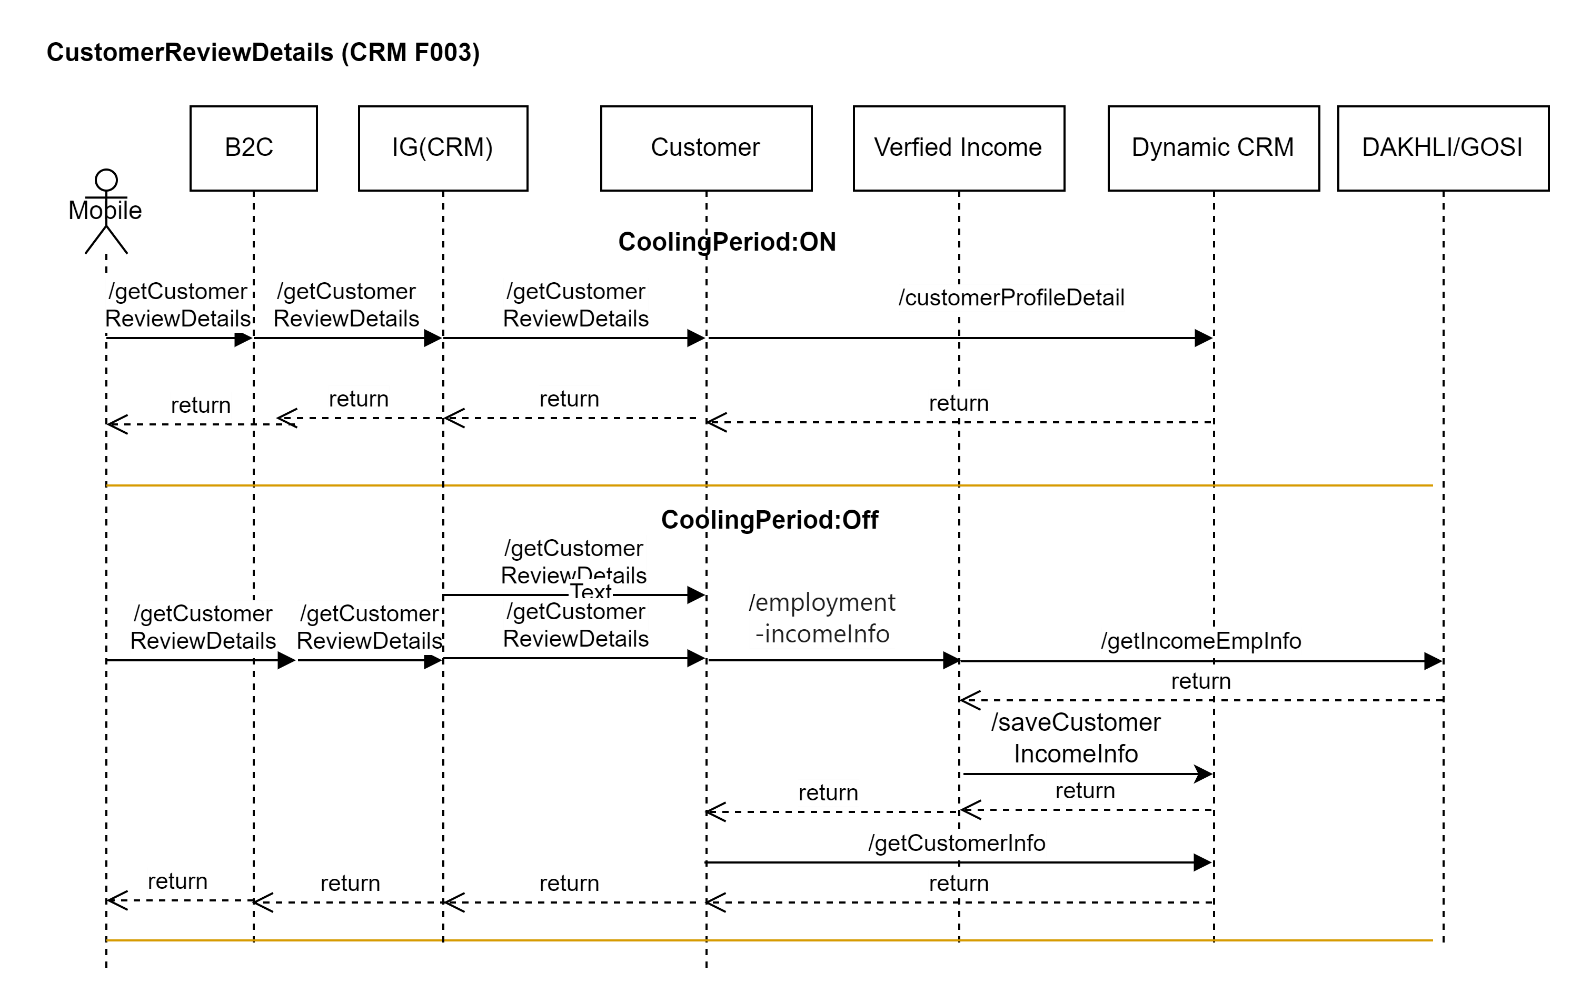 CustomerReviewDetails (CRM F003)
B2C
IG(CRM)
Customer
Verfied Income
Dynamic CRM
DAKHLI/GOSI
Mobile
CoolingPeriod:ON
/getCustomer
ReviewDetails
/getCustomer
ReviewDetails
/getCustomer
ReviewDetails
/customerProfileDetail
return
return
return
return
CoolingPeriod:Off
/getCustomer
ReviewDetails
Text
/getCustomer
ReviewDetails
/getCustomer
ReviewDetails
/getCustomer
ReviewDetails
/employment
-incomeInfo
/getIncomeEmpInfo
return
/saveCustomer
IncomeInfo
return
return
/getCustomerInfo
return
return
return
return